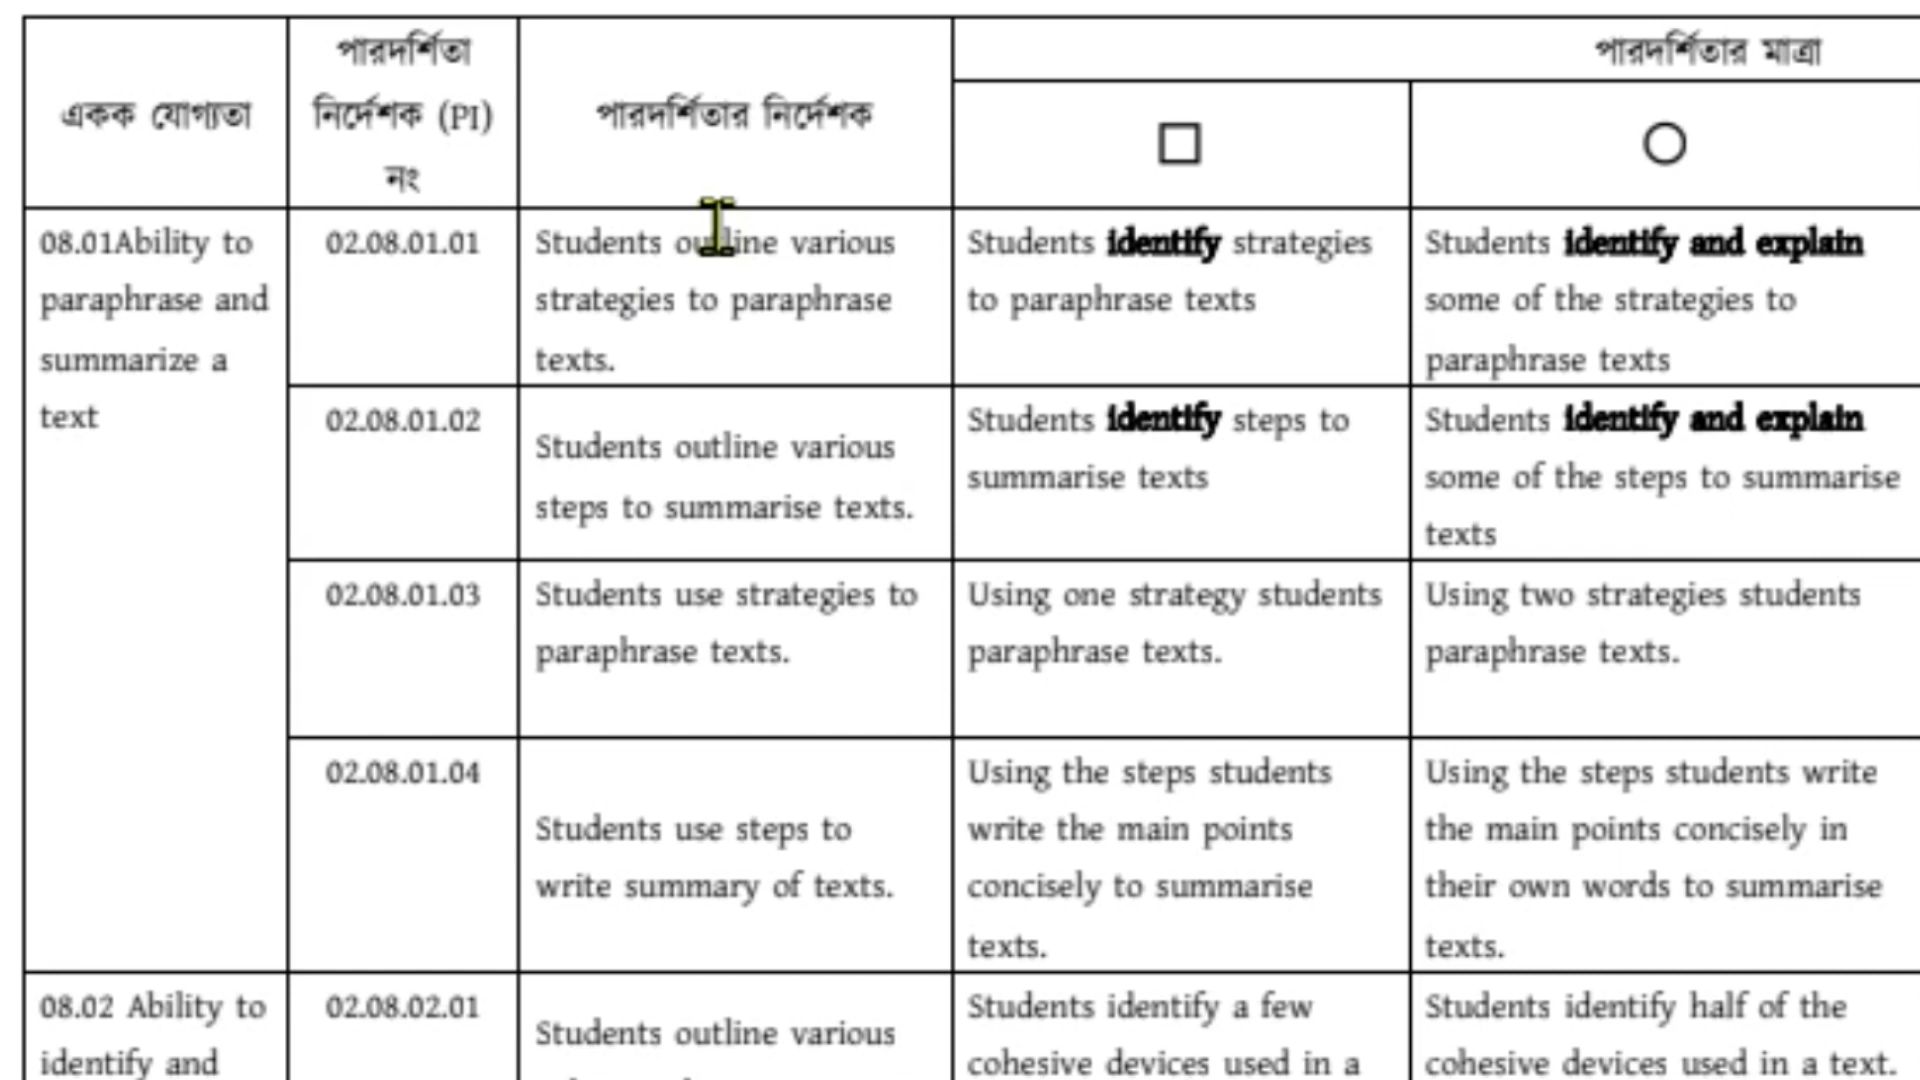 একক যোগ্যতা
পারদর্শিতা
নির্দেশক (PI)
নং
পারদর্শিতার নির্দেশক
পারদর্শিতার মাত্রা
08.01Ability to
paraphrase and
summarize a
text
02.08.01.01
Students outline various
strategies to paraphrase
texts.
Students identify strategies
to paraphrase texts
Students identify and explain
some of the strategies to
paraphrase texts
02.08.01.02
Students outline various
steps to summarise texts.
Students identify steps to
summarise texts
Students identify and explain
some of the steps to summarise
texts
02.08.01.03
Students use strategies to
paraphrase texts.
Using one strategy students
paraphrase texts.
Using two strategies students
paraphrase texts.
02.08.01.04
Students use steps to
write summary of texts.
Using the steps students
write the main points
concisely to summarise
texts.
Using the steps students write
the main points concisely in
their own words to summarise
texts.
08.02 Ability to
identify and
02.08.02.01
Students outline various
Students identify a few
cohesive devices used in a
Students identify half of the
cohesive devices used in a text.